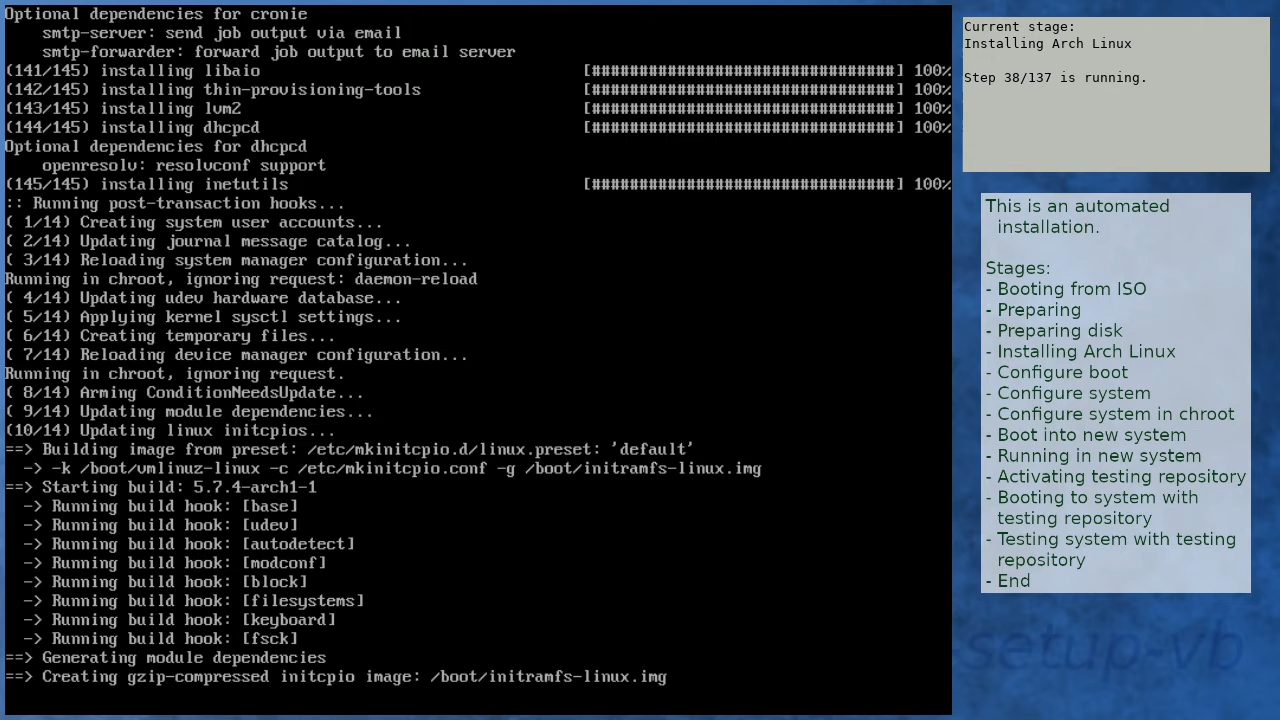 Optional dependencies for cronie
smtp-server: send job output via email
smtp-forwarder: forward job output to email server
(141/145) installing libaio [################################] 100%
(142/145) installing thin-provisioning-tools [################################] 100%
(143/145) installing lvm2 [################################] 100%
(144/145) installing dhcpcd [################################] 100%
Optional dependencies for dhcpcd
openresolv: resolvconf support
(145/145) installing inetutils [################################] 100%
:: Running post-transaction hooks...
( 1/14) Creating system user accounts...
( 2/14) Updating journal message catalog...
( 3/14) Reloading system manager configuration...
Running in chroot, ignoring request: daemon-reload
( 4/14) Updating udev hardware database...
( 5/14) Applying kernel sysctl settings...
( 6/14) Creating temporary files...
( 7/14) Reloading device manager configuration...
Running in chroot, ignoring request.
( 8/14) Arming ConditionNeedsUpdate...
( 9/14) Updating module dependencies...
(10/14) Updating linux initcpios...
==> Building image from preset: /etc/mkinitcpio.d/linux.preset: 'default'
-> -k /boot/vmlinuz-linux -c /etc/mkinitcpio.conf -g /boot/initramfs-linux.img
==> Starting build: 5.7.4-arch1-1
-> Running build hook: [base]
-> Running build hook: [udev]
-> Running build hook: [autodetect]
-> Running build hook: [modconf]
-> Running build hook: [block]
-> Running build hook: [filesystems]
-> Running build hook: [keyboard]
-> Running build hook: [fsck]
==> Generating module dependencies
==> Creating gzip-compressed initcpio image: /boot/initramfs-linux.img
Current stage:
Installing Arch Linux
Step 38/137 is running.
This is an automated
installation.
Stages:
- Booting from ISO
- Preparing
- Preparing disk
- Installing Arch Linux
- Configure boot
- Configure system
- Configure system in chroot
- Boot into new system
- Running in new system
- Activating testing repository
- Booting to system with
testing repository
- Testing system with testing
repository
- End
setup-vb